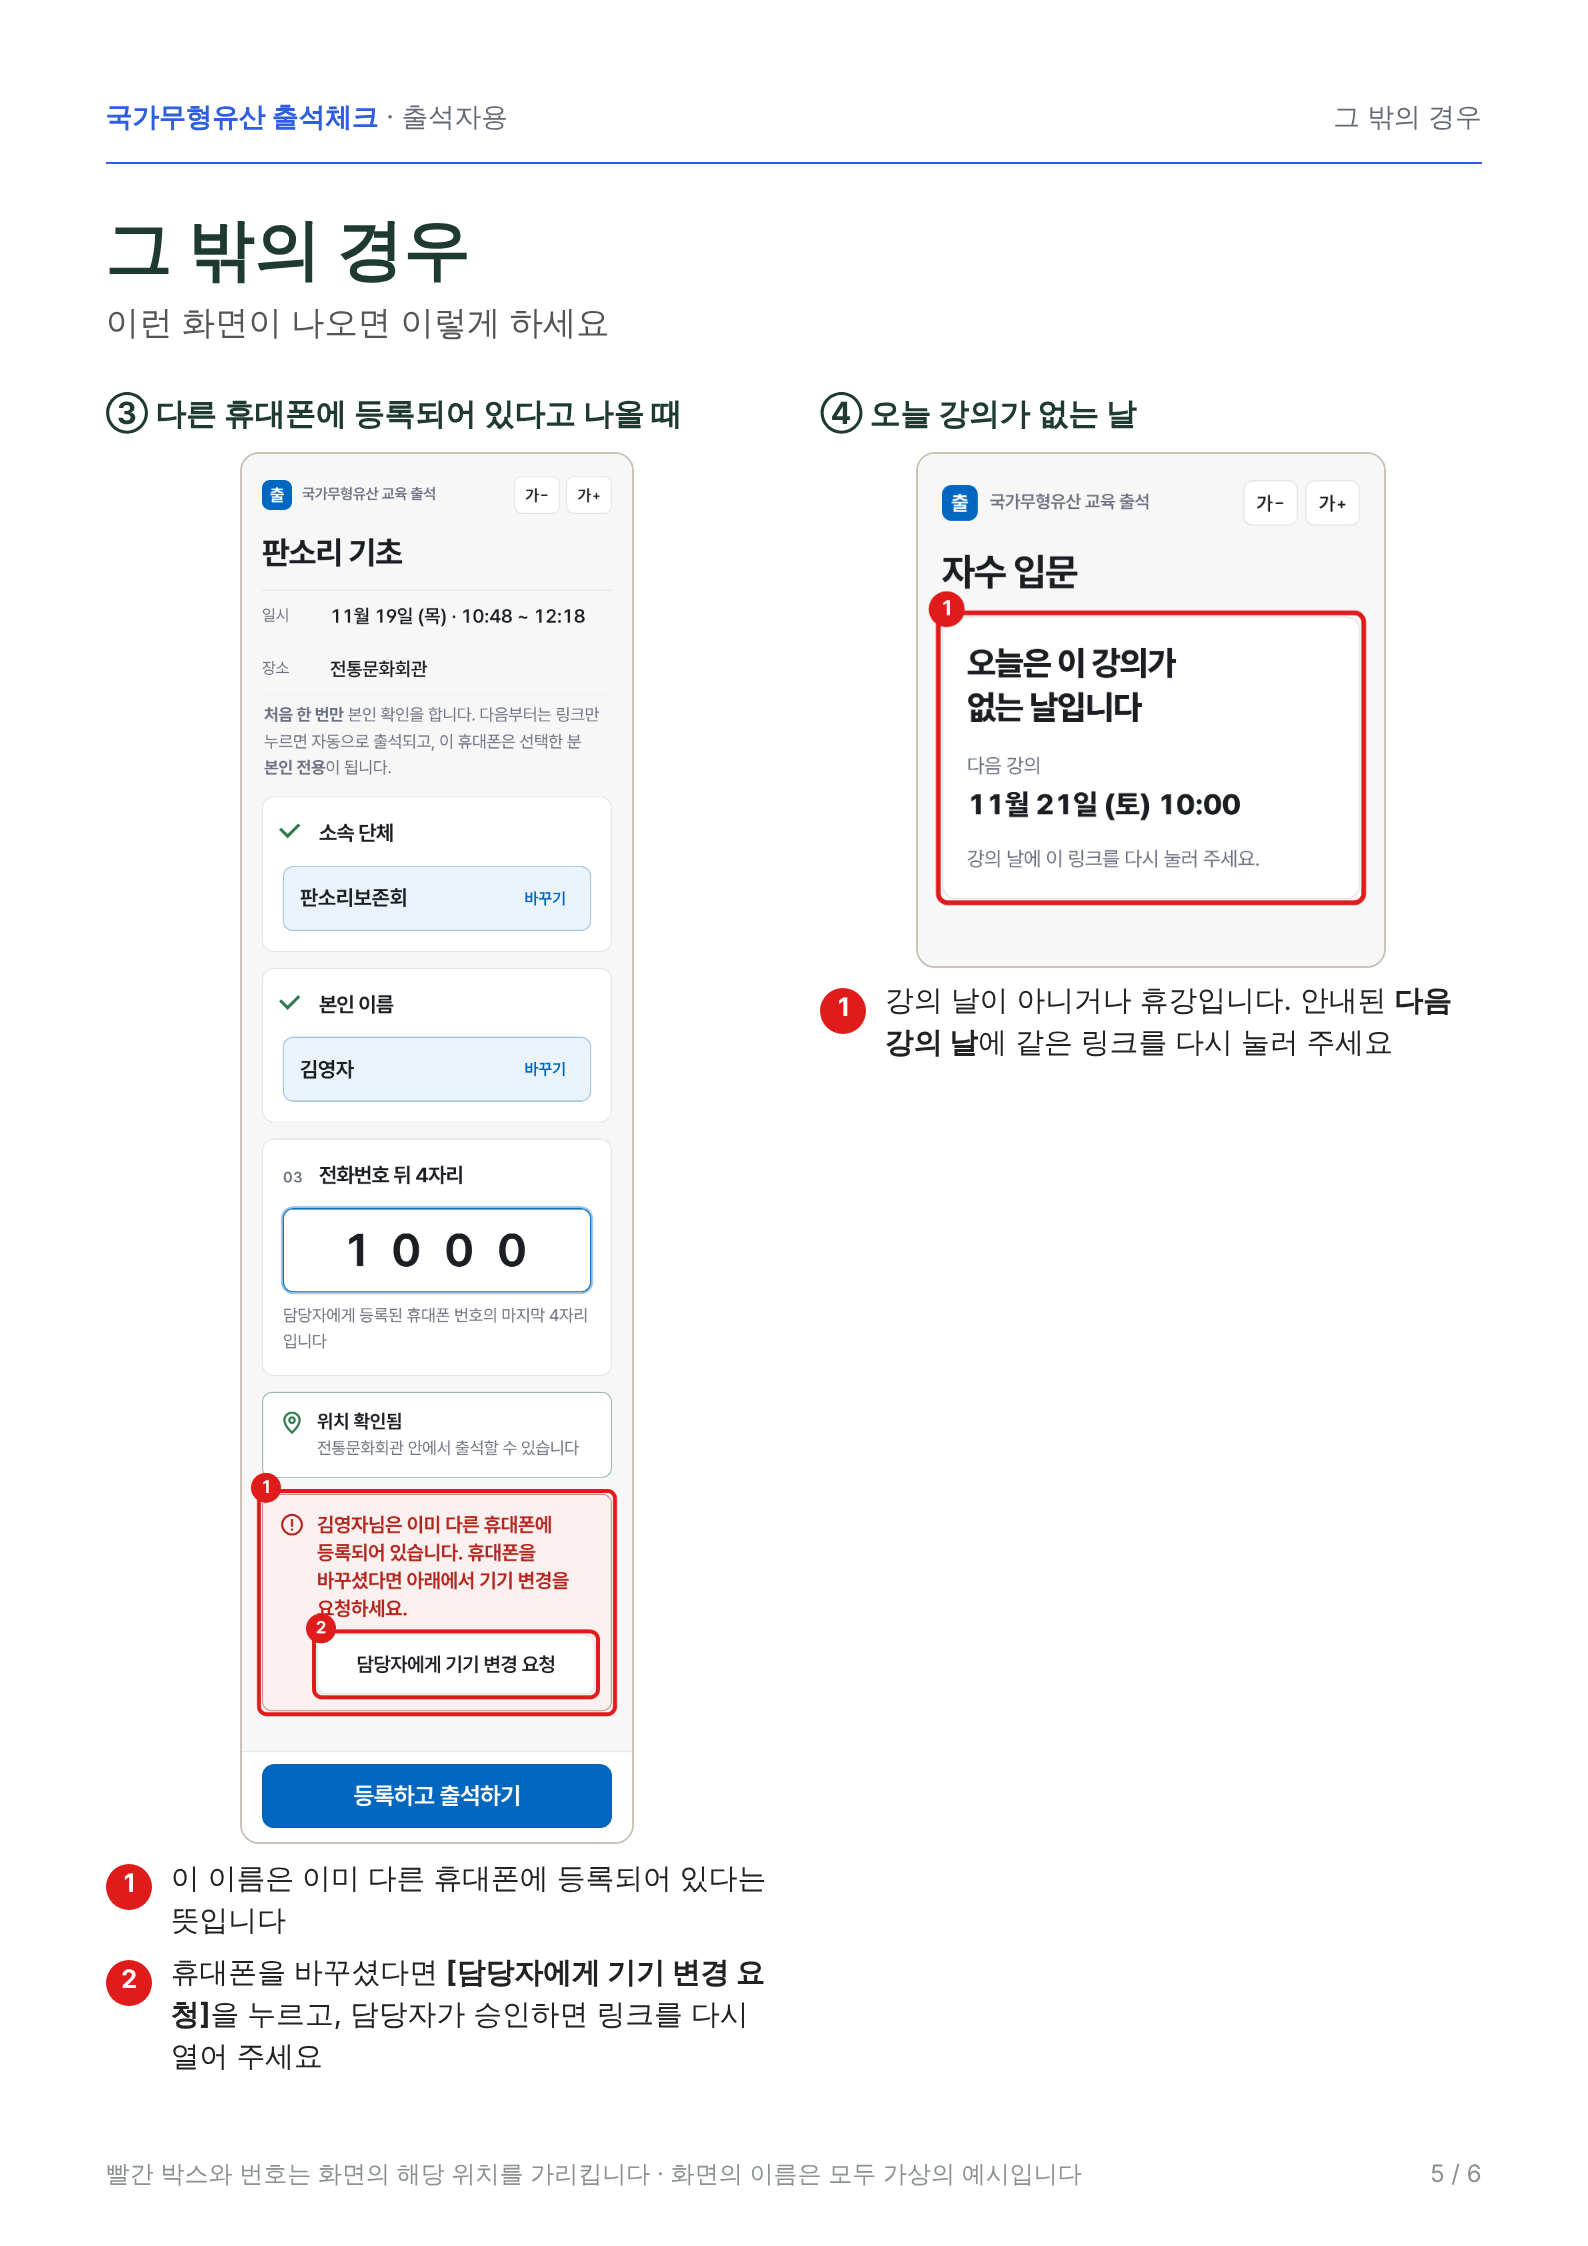 국가무형유산 출석체크 · 출석자용
그 밖의 경우
그 밖의 경우
이런 화면이 나오면 이렇게 하세요
③ 다른 휴대폰에 등록되어 있다고 나올 때
출 국가무형유산 교육 출석 가− 가+
판소리 기초
일시 11월 19일 (목) · 10:48 ~ 12:18
장소 전통문화회관
처음 한 번만 본인 확인을 합니다. 다음부터는 링크만
누르면 자동으로 출석되고, 이 휴대폰은 선택한 분
본인 전용이 됩니다.
소속 단체
판소리보존회 바꾸기
본인 이름
김영자 바꾸기
03 전화번호 뒤 4자리
1 0 0 0
담당자에게 등록된 휴대폰 번호의 마지막 4자리
입니다
위치 확인됨
전통문화회관 안에서 출석할 수 있습니다
1
김영자님은 이미 다른 휴대폰에
등록되어 있습니다. 휴대폰을
바꾸셨다면 아래에서 기기 변경을
요청하세요.
2
담당자에게 기기 변경 요청
등록하고 출석하기
1 이 이름은 이미 다른 휴대폰에 등록되어 있다는
뜻입니다
2 휴대폰을 바꾸셨다면 [담당자에게 기기 변경 요
청]을 누르고, 담당자가 승인하면 링크를 다시
열어 주세요
④ 오늘 강의가 없는 날
출 국가무형유산 교육 출석 가− 가+
자수 입문
1
오늘은 이 강의가
없는 날입니다
다음 강의
11월 21일 (토) 10:00
강의 날에 이 링크를 다시 눌러 주세요.
1 강의 날이 아니거나 휴강입니다. 안내된 다음
강의 날에 같은 링크를 다시 눌러 주세요
빨간 박스와 번호는 화면의 해당 위치를 가리킵니다 · 화면의 이름은 모두 가상의 예시입니다
5 / 6